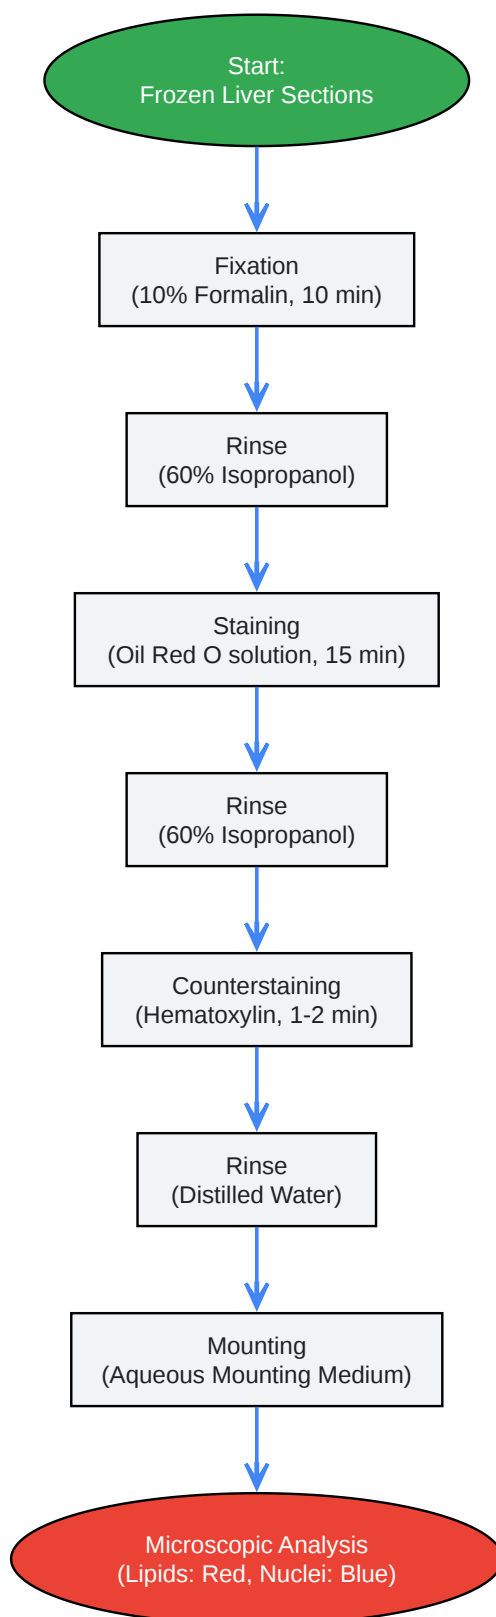 Start:
Frozen Liver Sections
Fixation
(10% Formalin, 10 min)
Rinse
(60% Isopropanol)
Staining
(Oil Red O solution, 15 min)
Rinse
(60% Isopropanol)
Counterstaining
(Hematoxylin, 1-2 min)
Rinse
(Distilled Water)
Mounting
(Aqueous Mounting Medium)
Microscopic Analysis
(Lipids: Red, Nuclei: Blue)